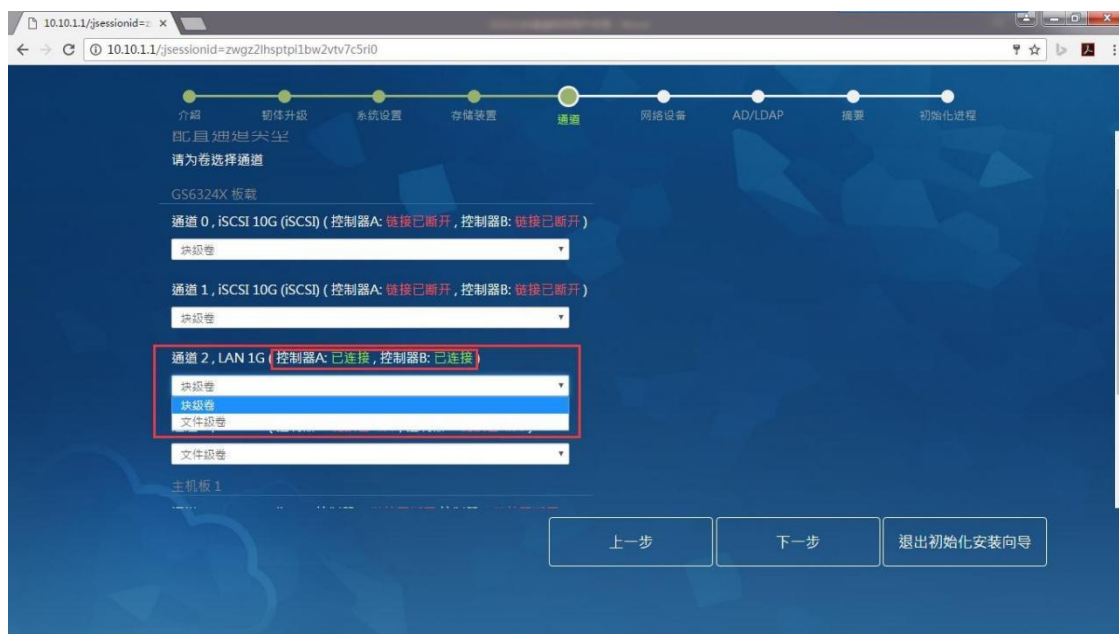 10.10.1.1/;jsessionid=z
10.10.1.1/;jsessionid=zwgz2lhsptpi1bw2vtv7c5rl0
介绍 韧体升级 系统设置 存储装置 通道 网络设备 AD/LDAP 摘要 初始化进程
配置通道类型
请为卷选择通道
GS6324X 板载
通道 0 , iSCSI 10G (iSCSI) ( 控制器A: 链接已断开 , 控制器B: 链接已断开 )
块级卷
通道 1 , iSCSI 10G (iSCSI) ( 控制器A: 链接已断开 , 控制器B: 链接已断开 )
块级卷
通道 2 , LAN 1G ( 控制器A: 已连接 , 控制器B: 已连接 )
块级卷
块级卷
文件级卷
文件级卷
主机板 1
上一步 下一步 退出初始化安装向导